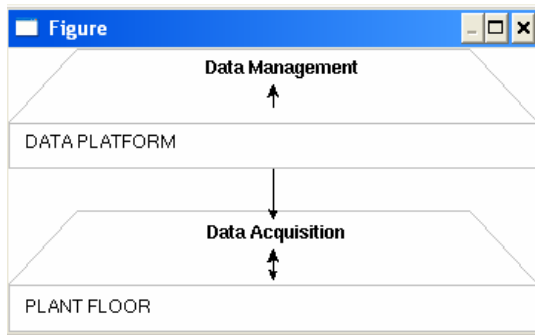 Figure
Data Management
DATA PLATFORM
Data Acquisition
PLANT FLOOR